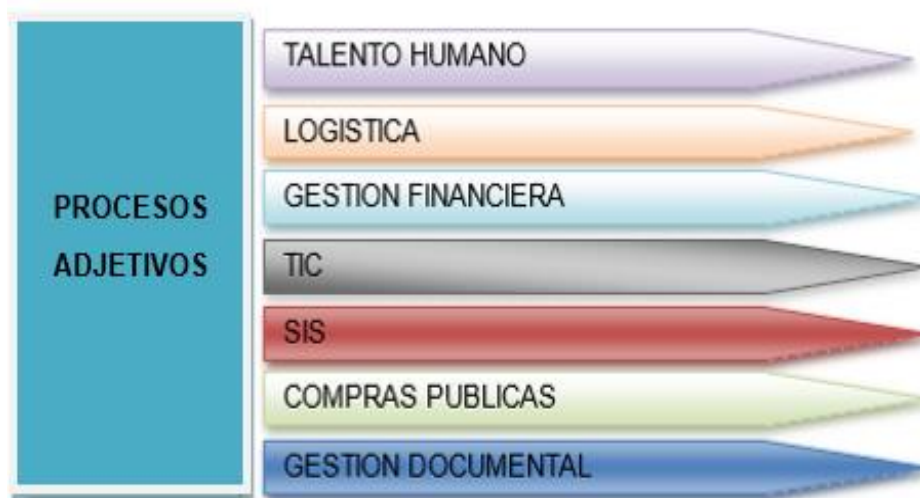 PROCESOS
ADJETIVOS
TALENTO HUMANO
LOGISTICA
GESTION FINANCIERA
TIC
SIS
COMPRAS PUBLICAS
GESTION DOCUMENTAL